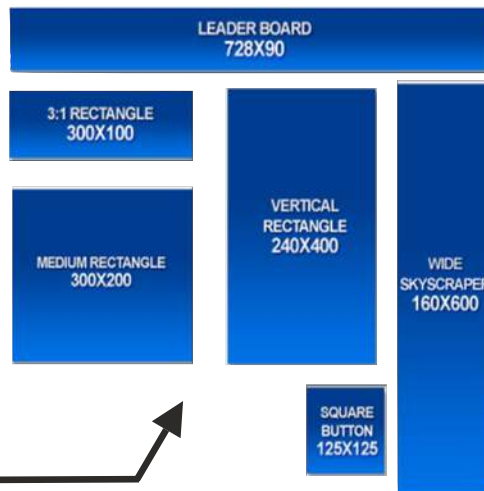 LEADER BOARD
728X90
3:1 RECTANGLE
300X100
VERTICAL
RECTANGLE
240X400
MEDIUM RECTANGLE
300X200
WIDE
SKYSCRAPER
160X600
SQUARE
BUTTON
125X125